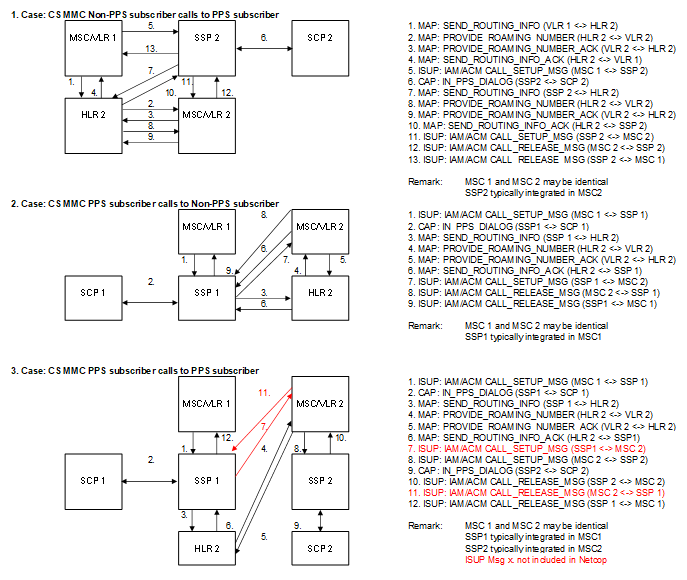 1. Case: CS MMC Non-PPS subscriber calls to PPS subscriber
MSC/VLR 1
SSP 2
SCP 2
HLR 2
MSC/VLR 2
5.
13.
6.
7.
1.
4.
10.
11.
12.
2.
3.
8.
9.
1. MAP: SEND_ROUTING_INFO (VLR 1 <-> HLR 2)
2. MAP: PROVIDE_ROAMING_NUMBER (HLR 2 <-> VLR 2)
3. MAP: PROVIDE_ROAMING_NUMBER_ACK (VLR 2 <-> HLR 2)
4. MAP: SEND_ROUTING_INFO_ACK (HLR 2 <-> VLR 1)
5. ISUP: IAM/ACM CALL_SETUP_MSG (MSC 1 <-> SSP 2)
6. CAP: IN_PPS_DIALOG (SSP2 <-> SCP 2)
7. MAP: SEND_ROUTING_INFO (SSP 2 <-> HLR 2)
8. MAP: PROVIDE_ROAMING_NUMBER (HLR 2 <-> VLR 2)
9. MAP: PROVIDE_ROAMING_NUMBER_ACK (VLR 2 <-> HLR 2)
10. MAP: SEND_ROUTING_INFO_ACK (HLR 2 <-> SSP 2)
11. ISUP: IAM/ACM CALL_SETUP_MSG (SSP 2 <-> MSC 2)
12. ISUP: IAM/ACM CALL_RELEASE_MSG (MSC 2 <-> SSP 2)
13. ISUP: IAM/ACM CALL RELEASE MSG (SSP 2 <-> MSC 1)
Remark: MSC 1 and MSC 2 may be identical
SSP2 typically integrated in MSC2
2. Case: CS MMC PPS subscriber calls to Non-PPS subscriber
MSC/VLR 1
MSC/VLR 2
SCP 1
SSP 1
HLR 2
8.
6.
1.
9.
7.
4.
5.
2.
3.
6.
1. ISUP: IAM/ACM CALL_SETUP_MSG (MSC 1 <-> SSP 1)
2. CAP: IN_PPS_DIALOG (SSP1 <-> SCP 1)
3. MAP: SEND_ROUTING_INFO (SSP 1 <-> HLR 2)
4. MAP: PROVIDE_ROAMING_NUMBER (HLR 2 <-> VLR 2)
5. MAP: PROVIDE_ROAMING_NUMBER_ACK (VLR 2 <-> HLR 2)
6. MAP: SEND_ROUTING_INFO_ACK (HLR 2 <-> SSP 1)
7. ISUP: IAM/ACM CALL_SETUP_MSG (SSP 1 <-> MSC 2)
8. ISUP: IAM/ACM CALL_RELEASE_MSG (MSC 2 <-> SSP 1)
9. ISUP: IAM/ACM CALL_RELEASE_MSG (SSP1 <-> MSC 1)
Remark: MSC 1 and MSC 2 may be identical
SSP1 typically integrated in MSC1
3. Case: CS MMC PPS subscriber calls to PPS subscriber
MSC/VLR 1
MSC/VLR 2
SCP 1
SSP 1
SSP 2
HLR 2
SCP 2
11.
7.
1.
12.
4.
8.
10.
2.
3.
6.
5.
9.
1. ISUP: IAM/ACM CALL_SETUP_MSG (MSC 1 <-> SSP 1)
2. CAP: IN_PPS_DIALOG (SSP1 <-> SCP 1)
3. MAP: SEND_ROUTING_INFO (SSP 1 <-> HLR 2)
4. MAP: PROVIDE_ROAMING_NUMBER (HLR 2 <-> VLR 2)
5. MAP: PROVIDE_ROAMING_NUMBER ACK (VLR 2 <-> HLR 2)
6. MAP: SEND_ROUTING_INFO_ACK (HLR 2 <-> SSP1)
7. ISUP: IAM/ACM CALL_SETUP_MSG (SSP1 <-> MSC 2)
8. ISUP: IAM/ACM CALL_SETUP_MSG (MSC 2 <-> SSP 2)
9. CAP: IN_PPS_DIALOG (SSP2 <-> SCP 2)
10. ISUP: IAM/ACM CALL_RELEASE_MSG (SSP 2 <-> MSC 2)
11. ISUP: IAM/ACM CALL_RELEASE_MSG (MSC 2 <-> SSP 1)
12. ISUP: IAM/ACM CALL_RELEASE_MSG (SSP 1 <-> MSC 1)
Remark: MSC 1 and MSC 2 may be identical
SSP1 typically integrated in MSC1
SSP2 typically integrated in MSC2
ISUP Msg x. not included in Netcop